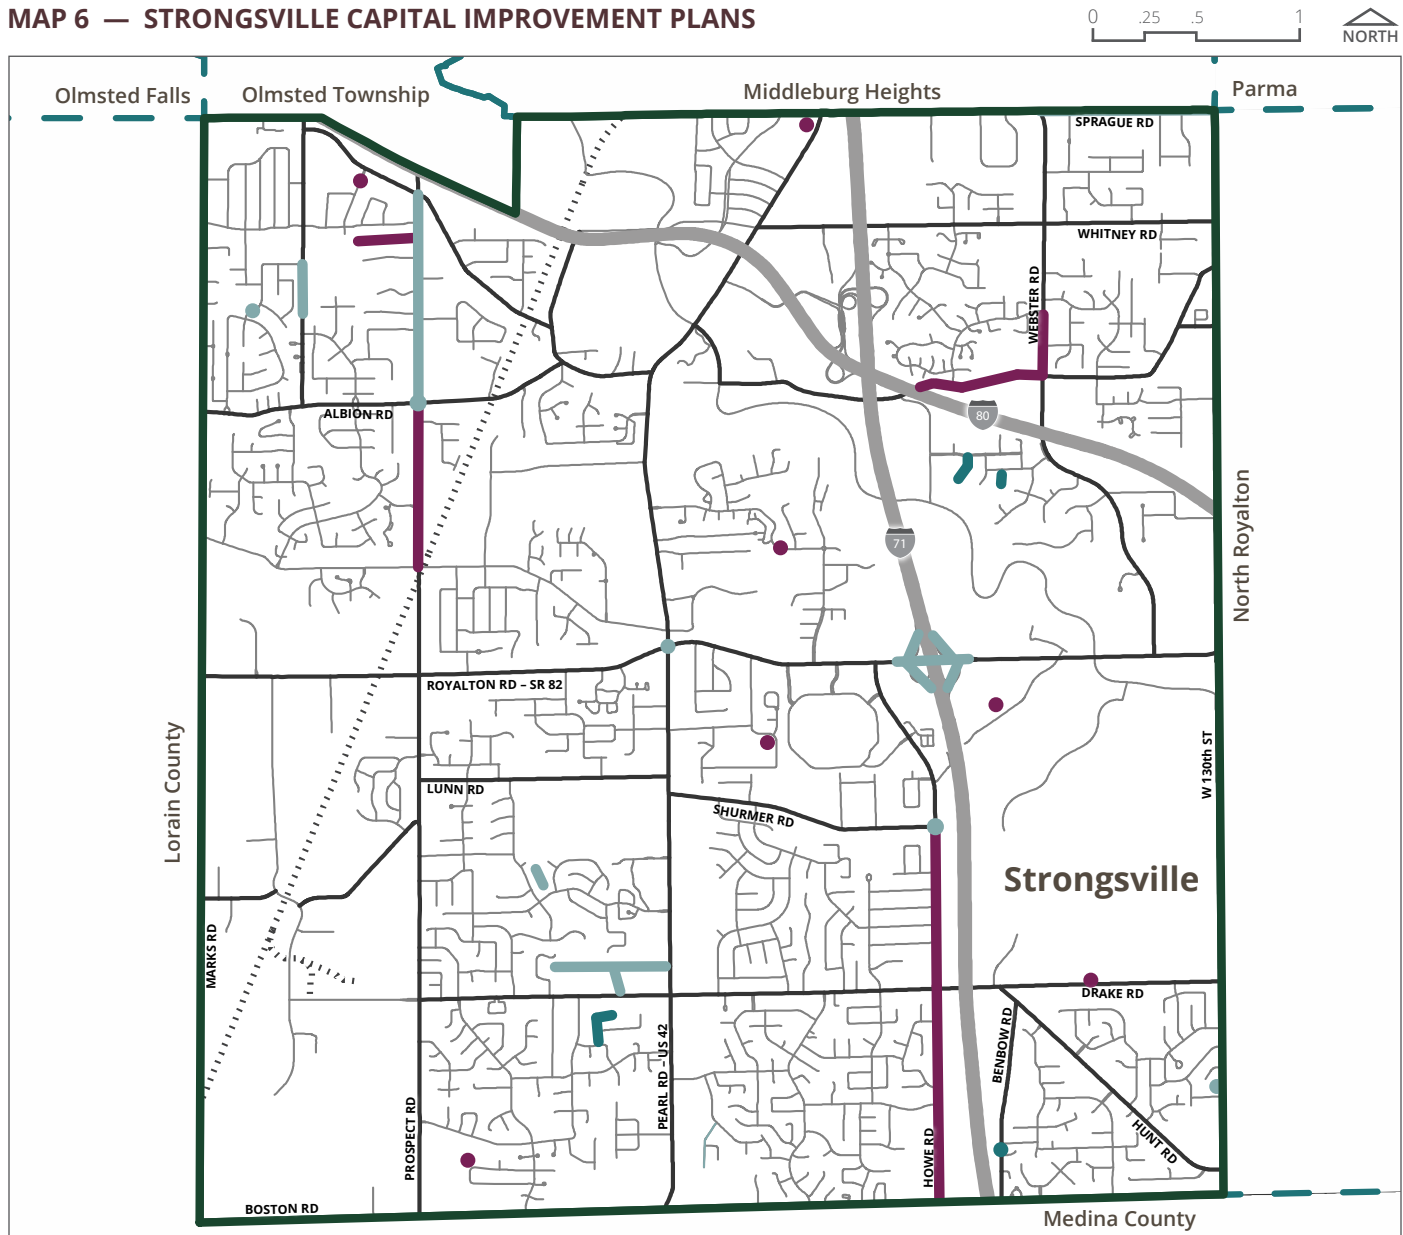 MAP 6 — STRONGSVILLE CAPITAL IMPROVEMENT PLANS
0 .25 .5 1
NORTH
Olmsted Falls
Olmsted Township
Middleburg Heights
Parma
SPRAGUE RD
WHITNEY RD
WEBSTER RD
ALBION RD
80
71
North Royalton
ROYALTON RD – SR 82
Lorain County
W 130th ST
LUNN RD
SHURMER RD
Strongsville
MARKS RD
DRAKE RD
BENBOW RD
PEARL RD – US 42
PROSPECT RD
HOWE RD
HUNT RD
BOSTON RD
Medina County